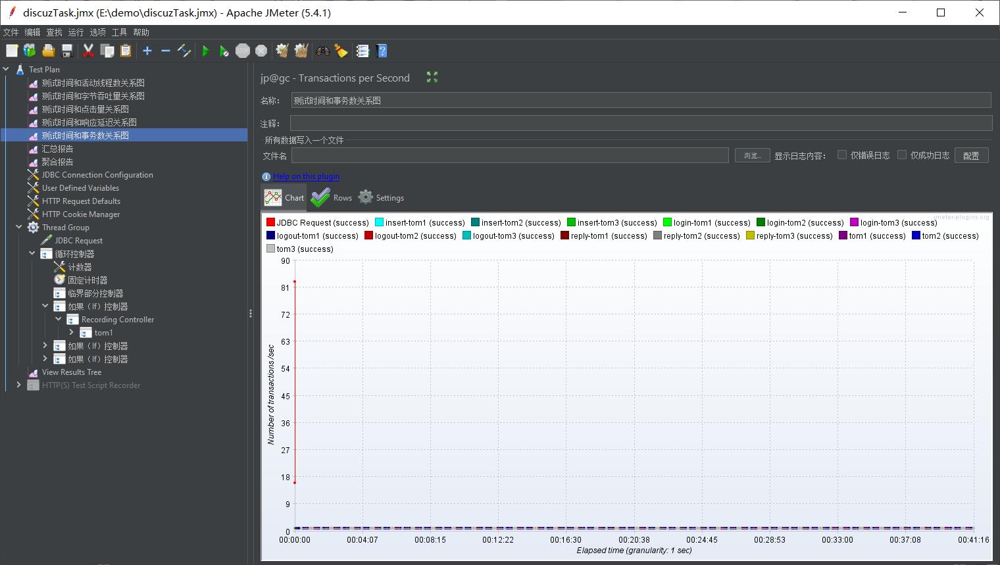 discuzTask.jmx (E:\demo\discuzTask.jmx) - Apache JMeter (5.4.1)
文件 编辑 查找 运行 选项 工具 帮助
STOP
Test Plan
测试时间和活动线程数关系图
测试时间和字节吞吐量关系图
测试时间和点击量关系图
测试时间和响应延迟关系图
测试时间和事务数关系图
汇总报告
聚合报告
JDBC Connection Configuration
User Defined Variables
HTTP Request Defaults
HTTP Cookie Manager
Thread Group
JDBC Request
循环控制器
计数器
固定计时器
临界部分控制器
如果（If）控制器
Recording Controller
tom1
如果（If）控制器
如果（If）控制器
View Results Tree
HTTP(S) Test Script Recorder
jp@gc - Transactions per Second
名称： 测试时间和事务数关系图
注释：
所有数据写入一个文件
文件名 浏览... 显示日志内容： 仅错误日志 仅成功日志 配置
Help on this plugin
Chart Rows Settings
jmeter-plugins.org
JDBC Request (success) insert-tom1 (success) insert-tom2 (success) insert-tom3 (success) login-tom1 (success) login-tom2 (success) login-tom3 (success)
logout-tom1 (success) logout-tom2 (success) logout-tom3 (success) reply-tom1 (success) reply-tom2 (success) reply-tom3 (success) tom1 (success) tom2 (success)
tom3 (success)
90
81
72
63
54
45
36
27
18
9
0
Number of transactions /sec
00:00:00 00:04:07 00:08:15 00:12:22 00:16:30 00:20:38 00:24:45 00:28:53 00:33:00 00:37:08 00:41:16
Elapsed time (granularity: 1 sec)